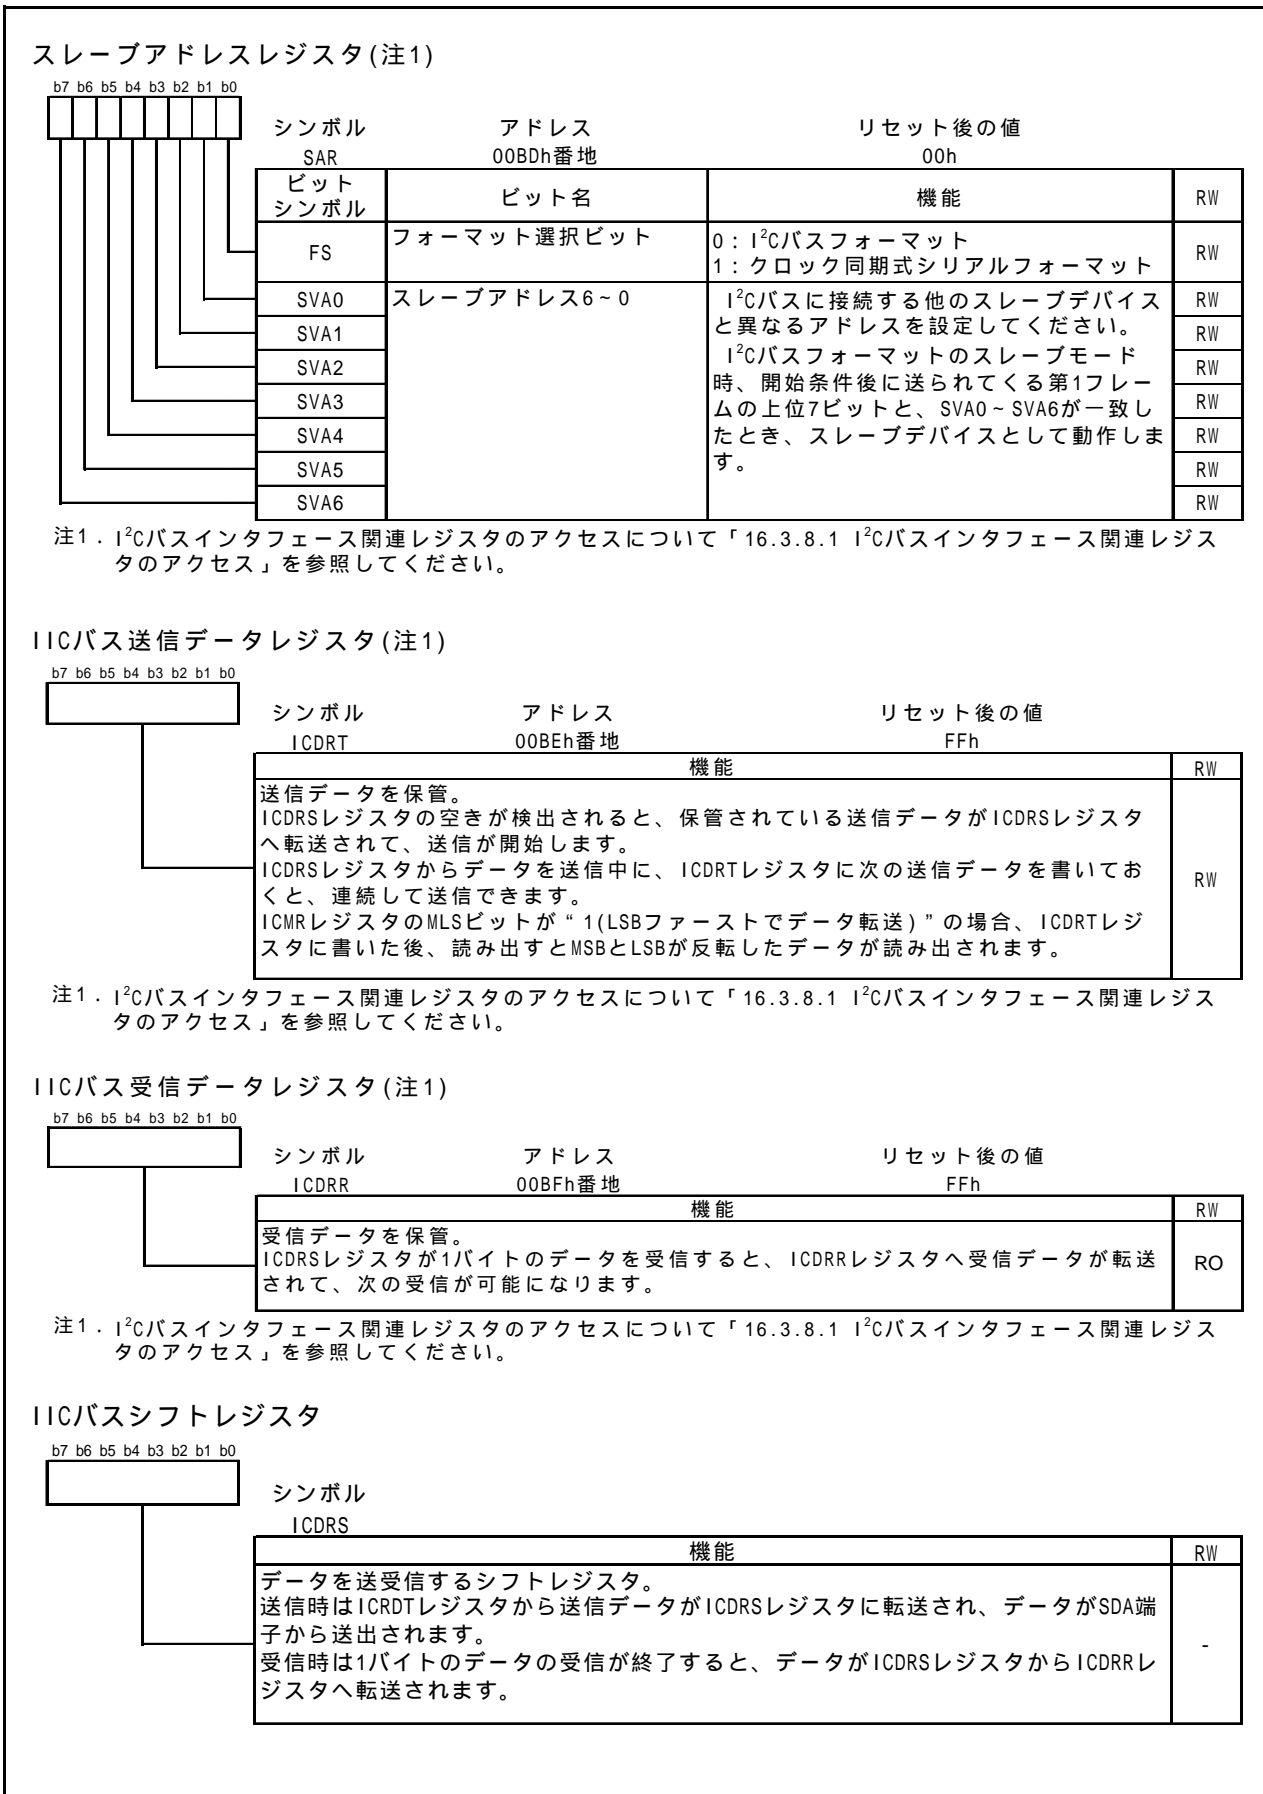 スレーブアドレスレジスタ(注1)
b7 b6 b5 b4 b3 b2 b1 b0
シンボル アドレス リセット後の値
SAR 00BDh番地 00h
ビット
シンボル ビット名 機能 RW
FS フォーマット選択ビット 0：I²Cバスフォーマット RW
1：クロック同期式シリアルフォーマット
SVA0 スレーブアドレス6～0 I²Cバスに接続する他のスレーブデバイス RW
SVA1 と異なるアドレスを設定してください。 RW
SVA2 I²Cバスフォーマットのスレーブモード RW
時、開始条件後に送られてくる第1フレー
SVA3 ムの上位7ビットと、SVA0～SVA6が一致し RW
SVA4 たとき、スレーブデバイスとして動作しま RW
SVA5 す。 RW
SVA6 RW
注1．I²Cバスインタフェース関連レジスタのアクセスについて「16.3.8.1 I²Cバスインタフェース関連レジス
タのアクセス」を参照してください。
IICバス送信データレジスタ(注1)
b7 b6 b5 b4 b3 b2 b1 b0
シンボル アドレス リセット後の値
ICDRT 00BEh番地 FFh
機能 RW
送信データを保管。
ICDRSレジスタの空きが検出されると、保管されている送信データがICDRSレジスタ
へ転送されて、送信が開始します。
ICDRSレジスタからデータを送信中に、ICDRTレジスタに次の送信データを書いてお RW
くと、連続して送信できます。
ICMRレジスタのMLSビットが“1(LSBファーストでデータ転送)”の場合、ICDRTレジ
スタに書いた後、読み出すとMSBとLSBが反転したデータが読み出されます。
注1．I²Cバスインタフェース関連レジスタのアクセスについて「16.3.8.1 I²Cバスインタフェース関連レジス
タのアクセス」を参照してください。
IICバス受信データレジスタ(注1)
b7 b6 b5 b4 b3 b2 b1 b0
シンボル アドレス リセット後の値
ICDRR 00BFh番地 FFh
機能 RW
受信データを保管。
ICDRSレジスタが1バイトのデータを受信すると、ICDRRレジスタへ受信データが転送 RO
されて、次の受信が可能になります。
注1．I²Cバスインタフェース関連レジスタのアクセスについて「16.3.8.1 I²Cバスインタフェース関連レジス
タのアクセス」を参照してください。
IICバスシフトレジスタ
b7 b6 b5 b4 b3 b2 b1 b0
シンボル
ICDRS
機能 RW
データを送受信するシフトレジスタ。
送信時はICRDTレジスタから送信データがICDRSレジスタに転送され、データがSDA端
子から送出されます。 -
受信時は1バイトのデータの受信が終了すると、データがICDRSレジスタからICDRRレ
ジスタへ転送されます。